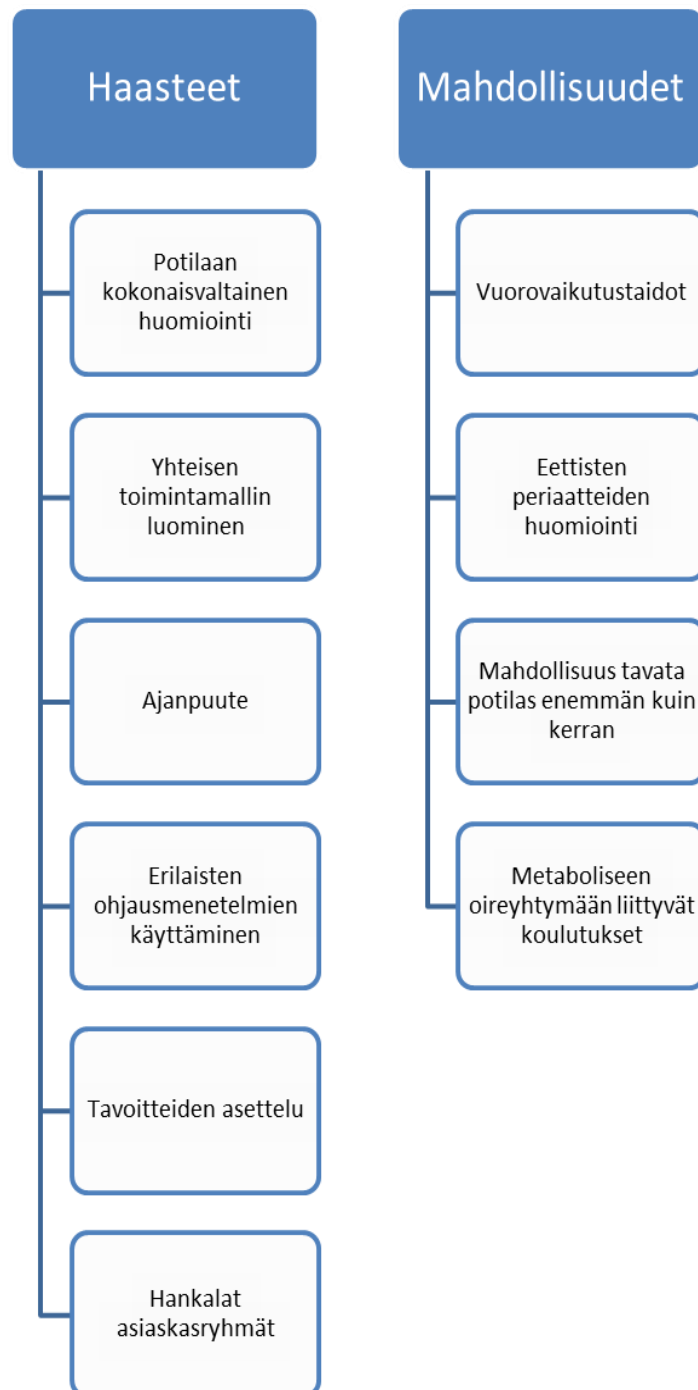 Haasteet
Potilaan
kokonaisvaltainen
huomiointi
Yhteisen
toimintamallin
luominen
Ajanpuute
Erilaisten
ohjausmenetelmien
käyttäminen
Tavoitteiden asettelu
Hankalat
asiaskasryhmät
Mahdollisuudet
Vuorovaikutustaidot
Eettisten
periaatteiden
huomiointi
Mahdollisuus tavata
potilas enemmän kuin
kerran
Metaboliseen
oireyhtymään liittyvät
koulutukset